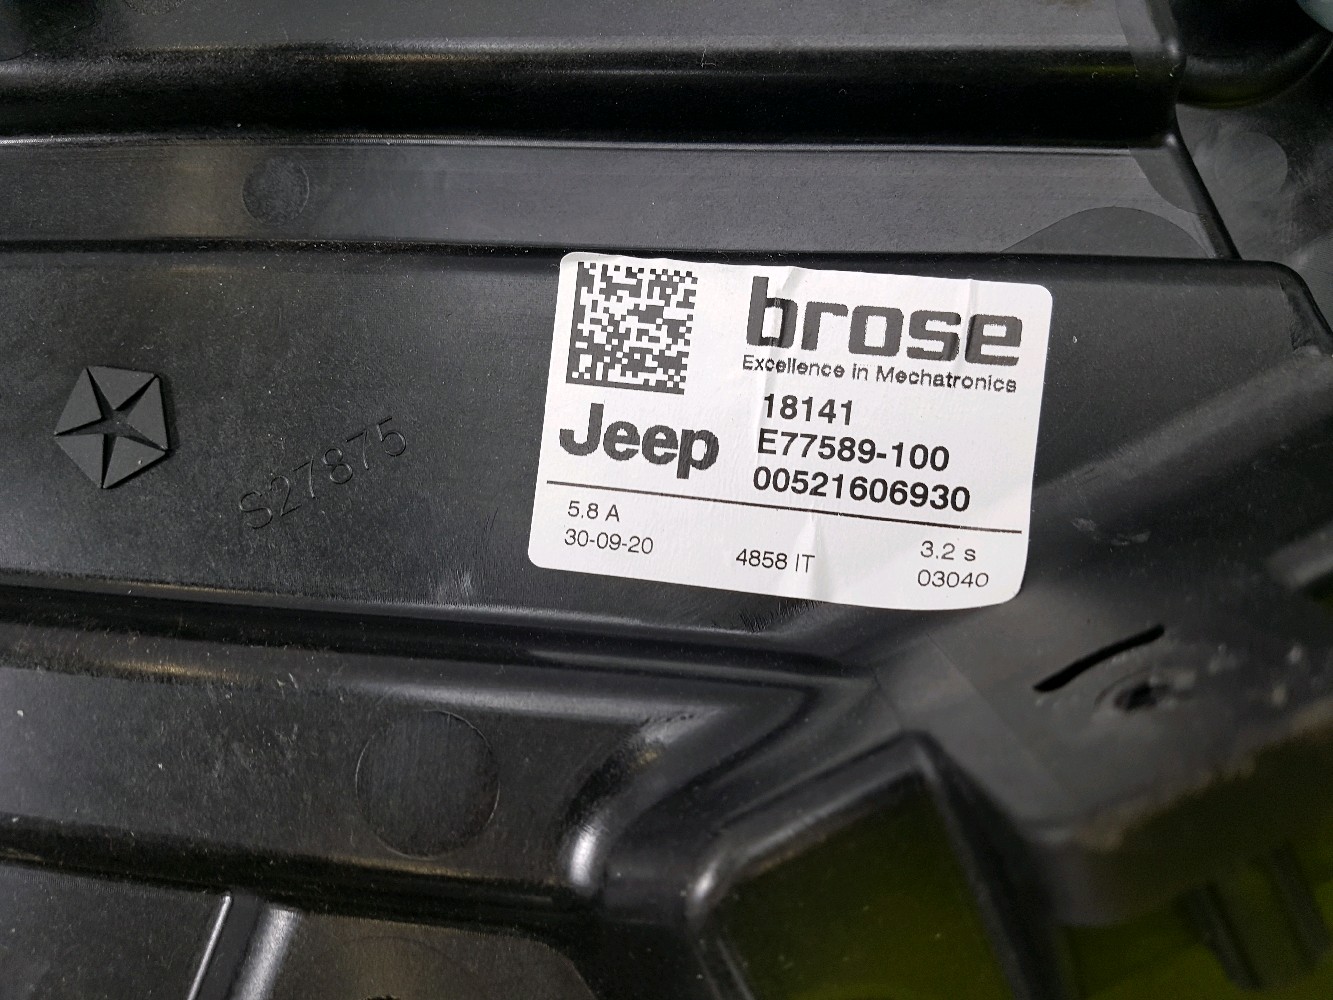 brose
Excellence in Mechatronics
Jeep
18141
E77589-100
00521606930
5.8 A
30-09-20
4858 IT
3.2 s
03040
S27875